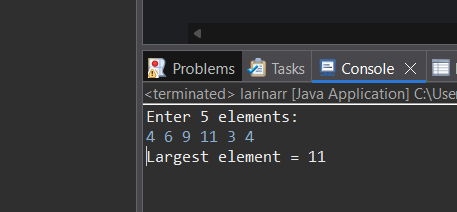 Problems Tasks Console
<terminated> larinarr [Java Application] C:\User
Enter 5 elements:
4 6 9 11 3 4
Largest element = 11